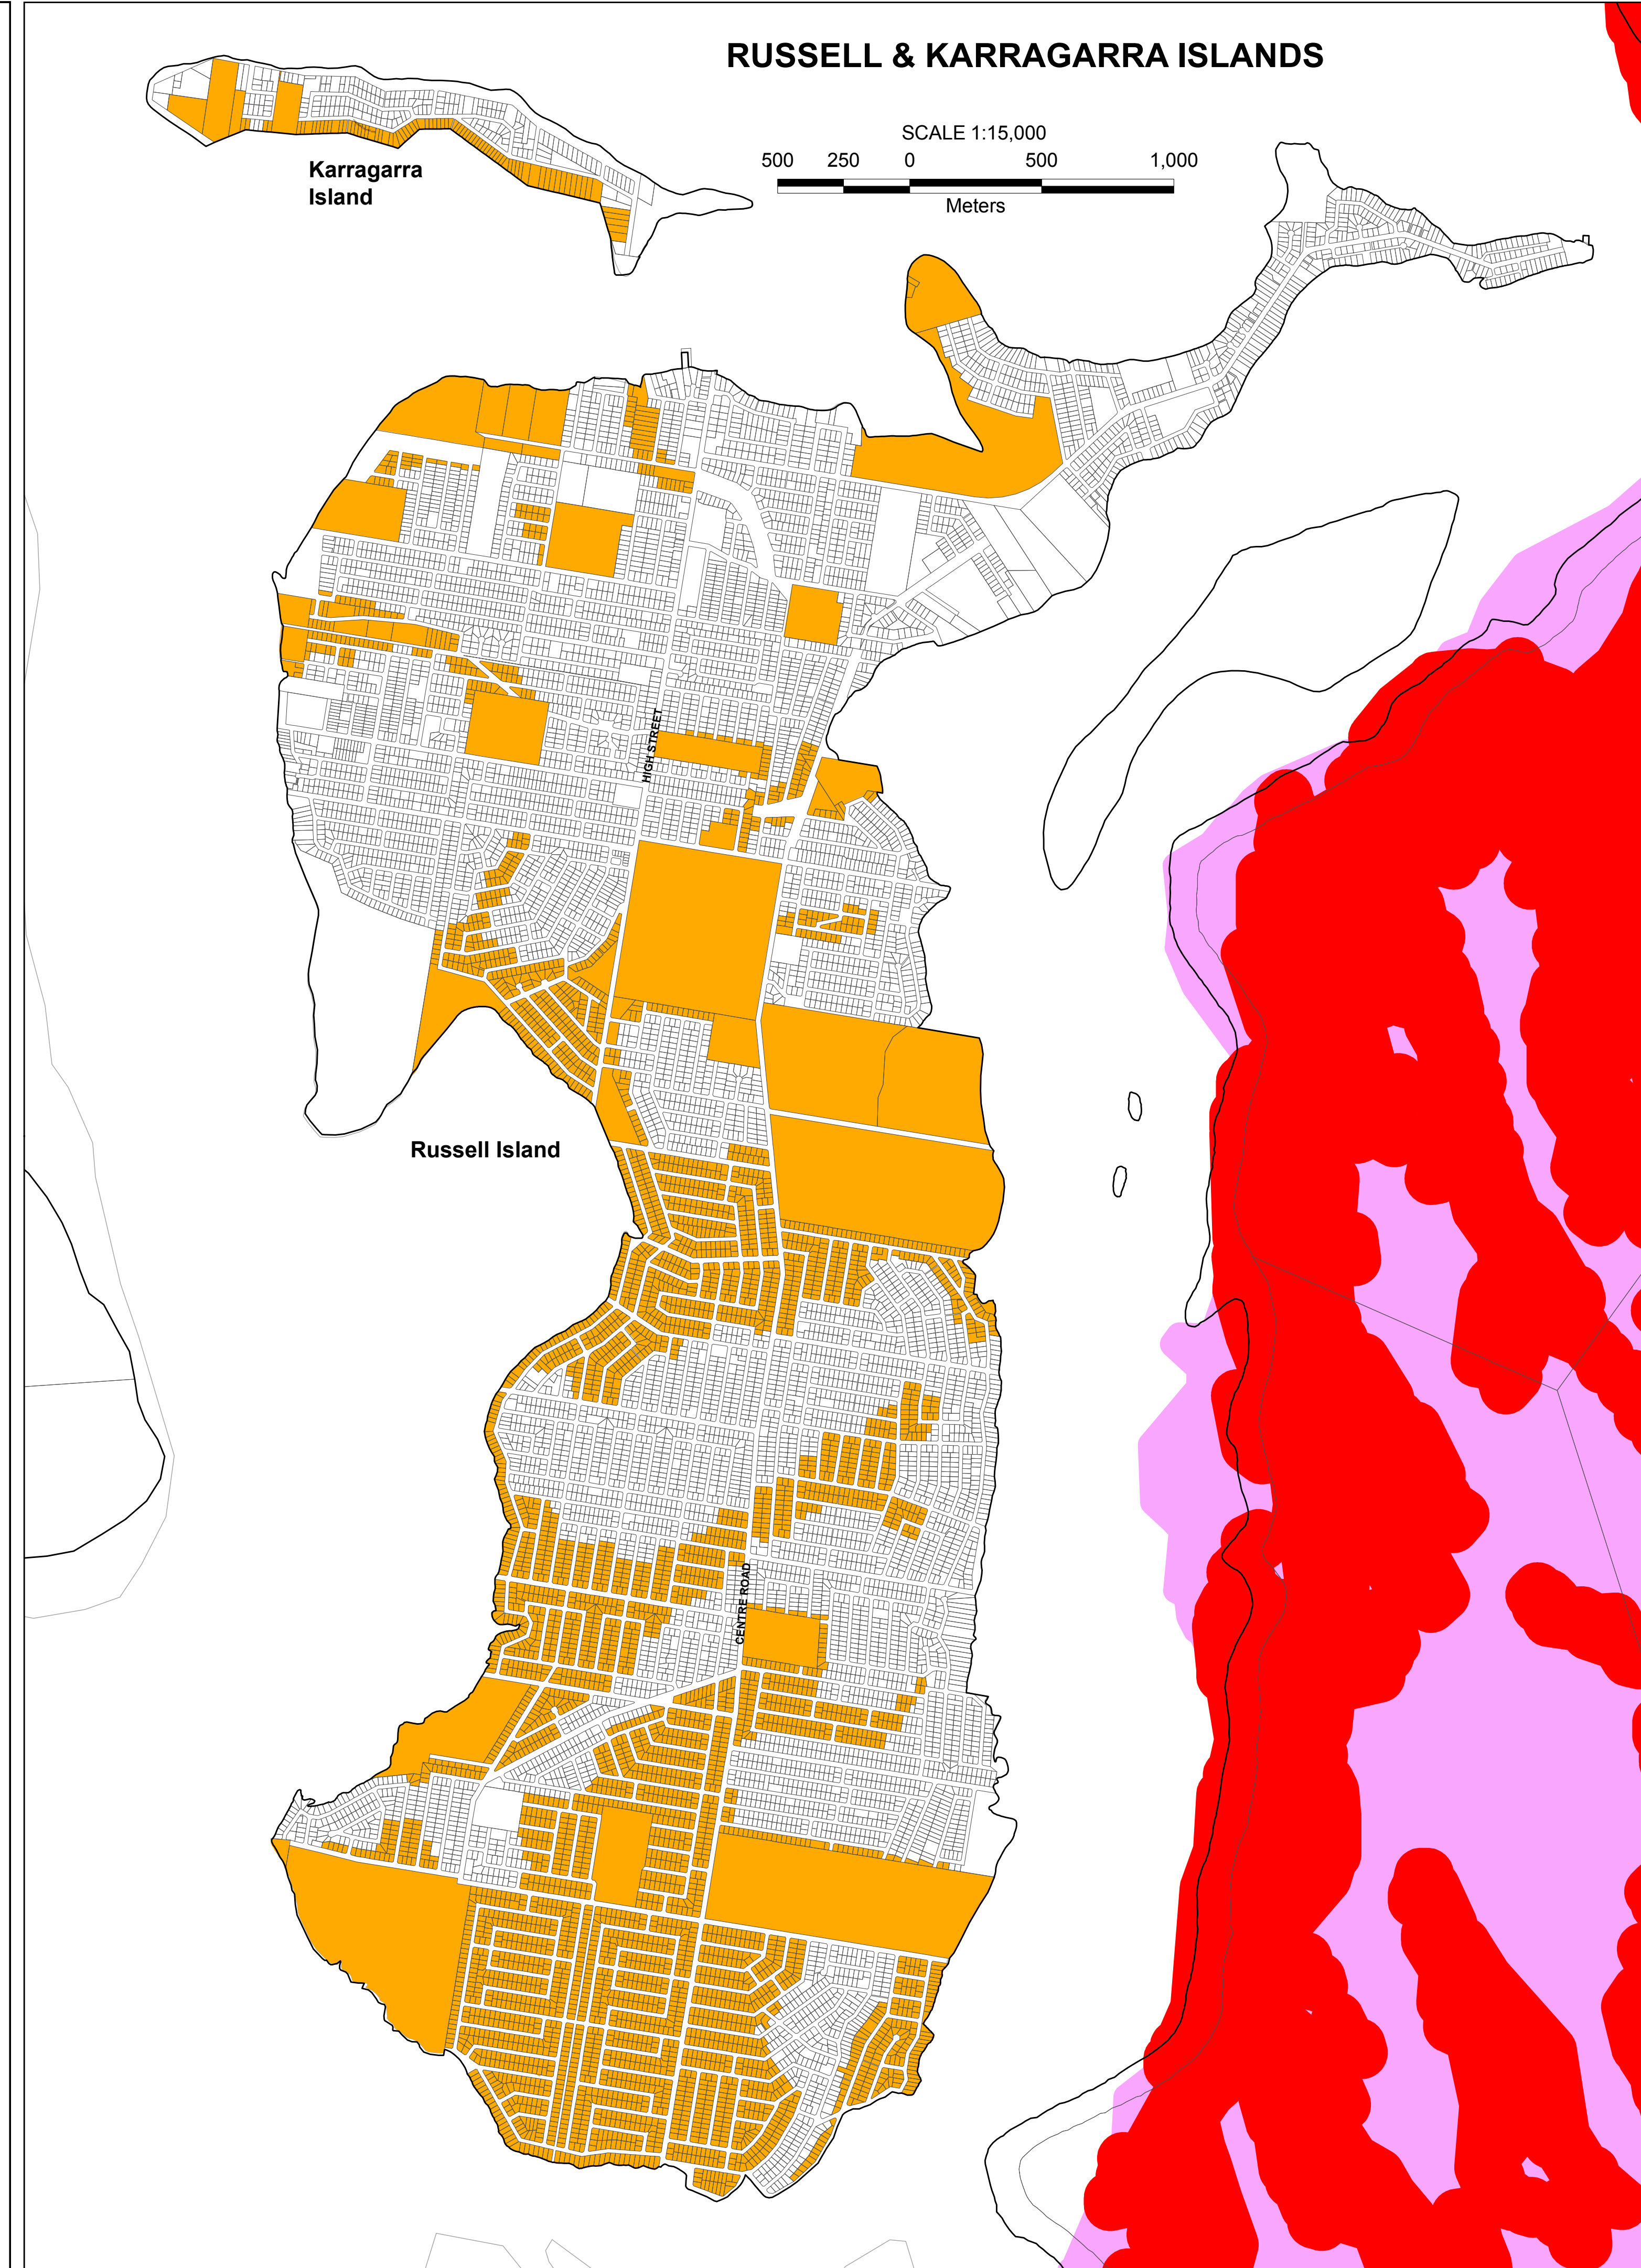 RUSSELL & KARRAGARRA ISLANDS
SCALE 1:15,000
500 250 0 500 1,000
Meters
Karragarra
Island
HIGH STREET
Russell Island
CENTRE ROAD